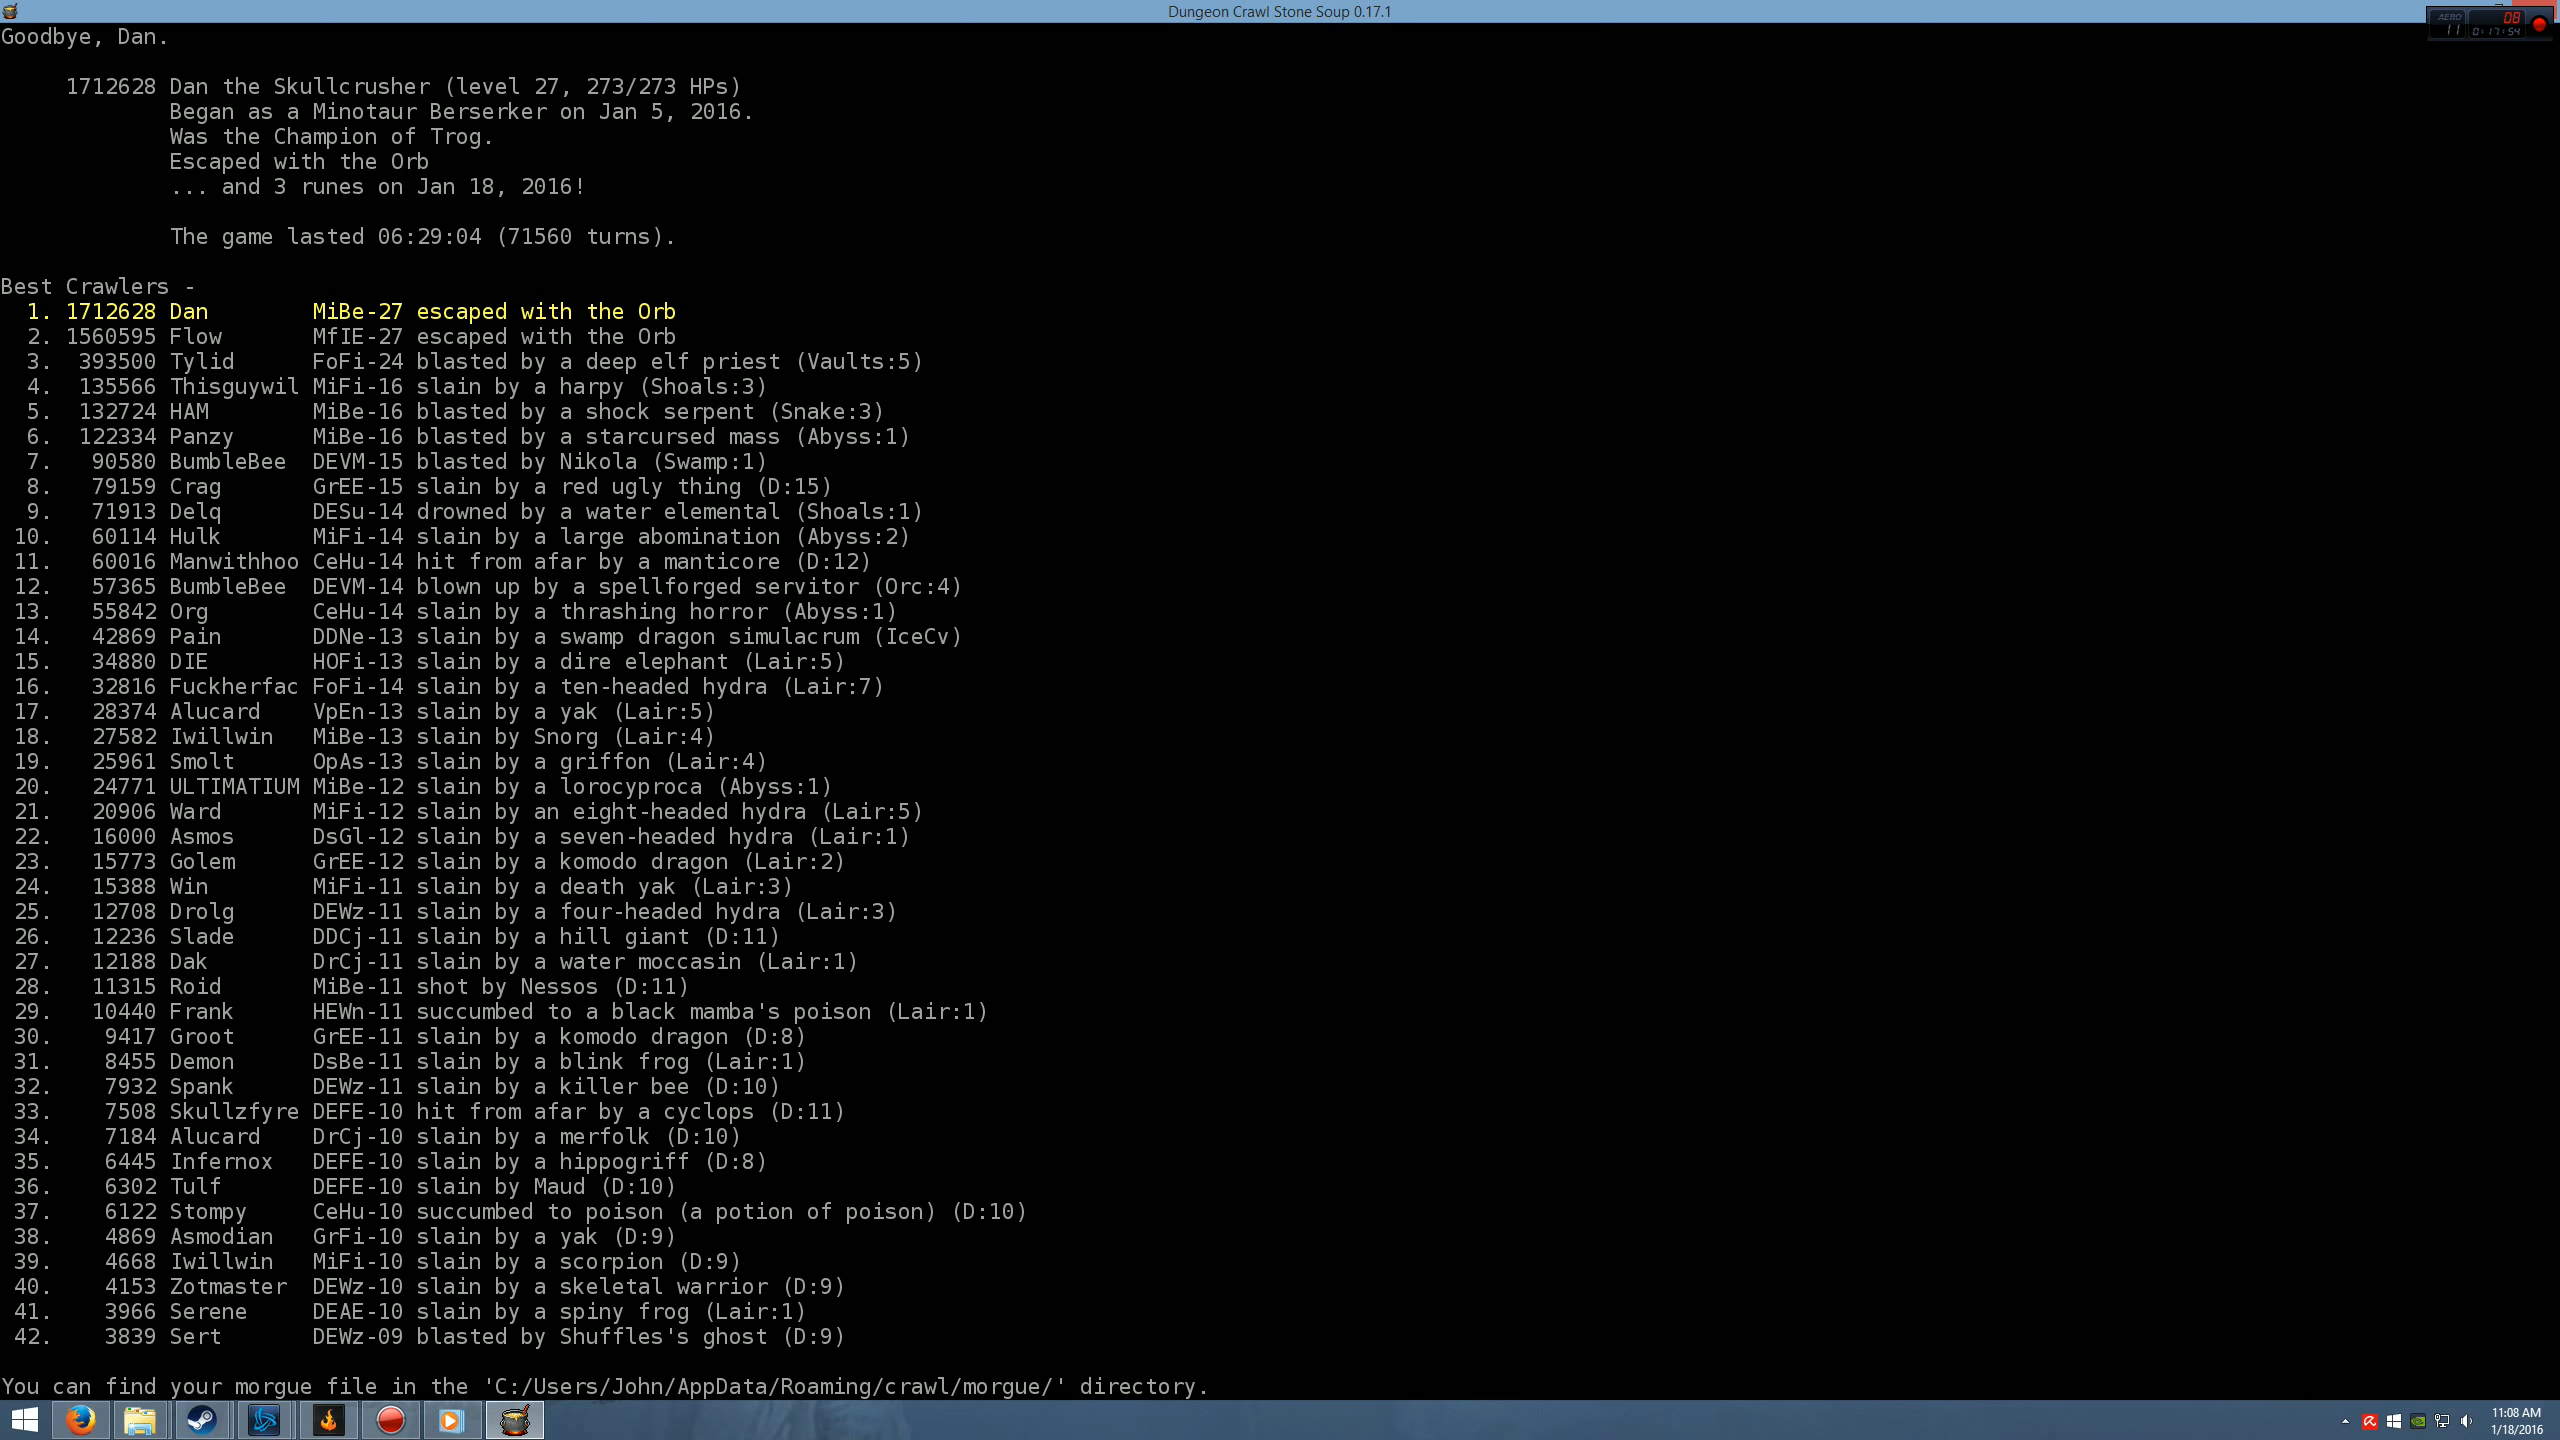 Dungeon Crawl Stone Soup 0.17.1
AERO
11
08
0:17:54
Goodbye, Dan.
1712628 Dan the Skullcrusher (level 27, 273/273 HPs)
Began as a Minotaur Berserker on Jan 5, 2016.
Was the Champion of Trog.
Escaped with the Orb
... and 3 runes on Jan 18, 2016!
The game lasted 06:29:04 (71560 turns).
Best Crawlers -
1. 1712628 Dan MiBe-27 escaped with the Orb
2. 1560595 Flow MfIE-27 escaped with the Orb
3. 393500 Tylid FoFi-24 blasted by a deep elf priest (Vaults:5)
4. 135566 Thisguywil MiFi-16 slain by a harpy (Shoals:3)
5. 132724 HAM MiBe-16 blasted by a shock serpent (Snake:3)
6. 122334 Panzy MiBe-16 blasted by a starcursed mass (Abyss:1)
7. 90580 BumbleBee DEVM-15 blasted by Nikola (Swamp:1)
8. 79159 Crag GrEE-15 slain by a red ugly thing (D:15)
9. 71913 Delq DESu-14 drowned by a water elemental (Shoals:1)
10. 60114 Hulk MiFi-14 slain by a large abomination (Abyss:2)
11. 60016 Manwithhoo CeHu-14 hit from afar by a manticore (D:12)
12. 57365 BumbleBee DEVM-14 blown up by a spellforged servitor (Orc:4)
13. 55842 Org CeHu-14 slain by a thrashing horror (Abyss:1)
14. 42869 Pain DDNe-13 slain by a swamp dragon simulacrum (IceCv)
15. 34880 DIE HOFi-13 slain by a dire elephant (Lair:5)
16. 32816 Fuckherfac FoFi-14 slain by a ten-headed hydra (Lair:7)
17. 28374 Alucard VpEn-13 slain by a yak (Lair:5)
18. 27582 Iwillwin MiBe-13 slain by Snorg (Lair:4)
19. 25961 Smolt OpAs-13 slain by a griffon (Lair:4)
20. 24771 ULTIMATIUM MiBe-12 slain by a lorocyproca (Abyss:1)
21. 20906 Ward MiFi-12 slain by an eight-headed hydra (Lair:5)
22. 16000 Asmos DsGl-12 slain by a seven-headed hydra (Lair:1)
23. 15773 Golem GrEE-12 slain by a komodo dragon (Lair:2)
24. 15388 Win MiFi-11 slain by a death yak (Lair:3)
25. 12708 Drolg DEWz-11 slain by a four-headed hydra (Lair:3)
26. 12236 Slade DDCj-11 slain by a hill giant (D:11)
27. 12188 Dak DrCj-11 slain by a water moccasin (Lair:1)
28. 11315 Roid MiBe-11 shot by Nessos (D:11)
29. 10440 Frank HEWn-11 succumbed to a black mamba's poison (Lair:1)
30. 9417 Groot GrEE-11 slain by a komodo dragon (D:8)
31. 8455 Demon DsBe-11 slain by a blink frog (Lair:1)
32. 7932 Spank DEWz-11 slain by a killer bee (D:10)
33. 7508 Skullzfyre DEFE-10 hit from afar by a cyclops (D:11)
34. 7184 Alucard DrCj-10 slain by a merfolk (D:10)
35. 6445 Infernox DEFE-10 slain by a hippogriff (D:8)
36. 6302 Tulf DEFE-10 slain by Maud (D:10)
37. 6122 Stompy CeHu-10 succumbed to poison (a potion of poison) (D:10)
38. 4869 Asmodian GrFi-10 slain by a yak (D:9)
39. 4668 Iwillwin MiFi-10 slain by a scorpion (D:9)
40. 4153 Zotmaster DEWz-10 slain by a skeletal warrior (D:9)
41. 3966 Serene DEAE-10 slain by a spiny frog (Lair:1)
42. 3839 Sert DEWz-09 blasted by Shuffles's ghost (D:9)
You can find your morgue file in the 'C:/Users/John/AppData/Roaming/crawl/morgue/' directory.
11:08 AM
1/18/2016